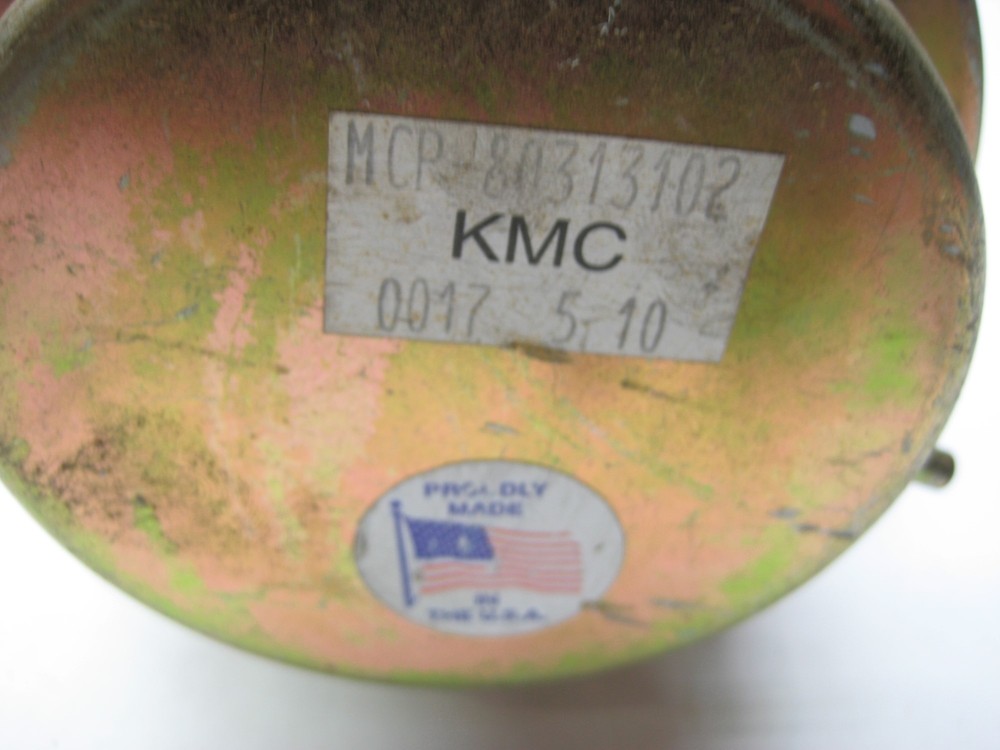 MCP 80313102
KMC
0017 5-10
PROUDLY
MADE
IN
THE U.S.A.